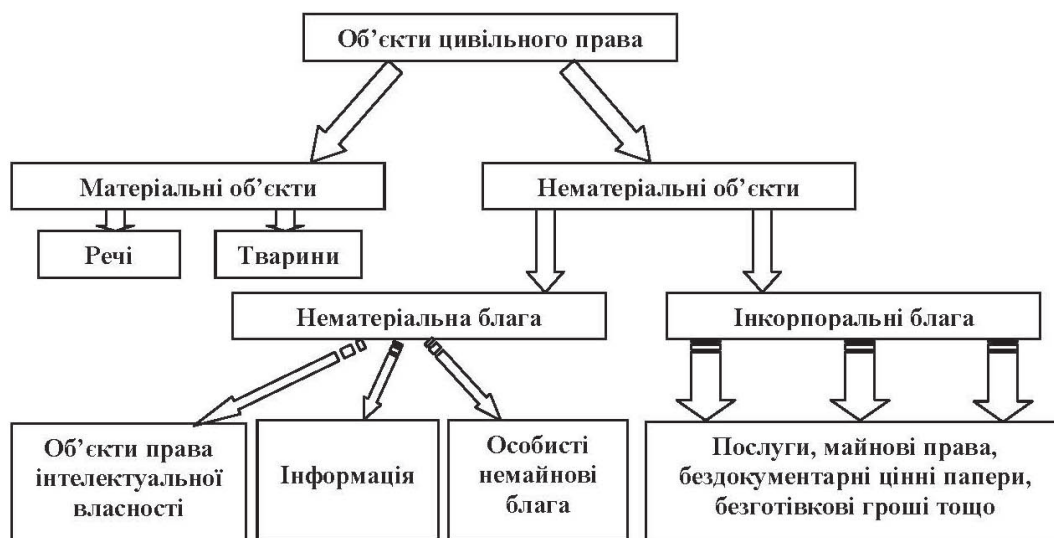 Об’єкти цивільного права
Матеріальні об’єкти
Нематеріальні об’єкти
Речі
Тварини
Нематеріальна блага
Інкорпоральні блага
Об’єкти права
інтелектуальної
власності
Інформація
Особисті
немайнові
блага
Послуги, майнові права,
бездокументарні цінні папери,
безготівкові гроші тощо